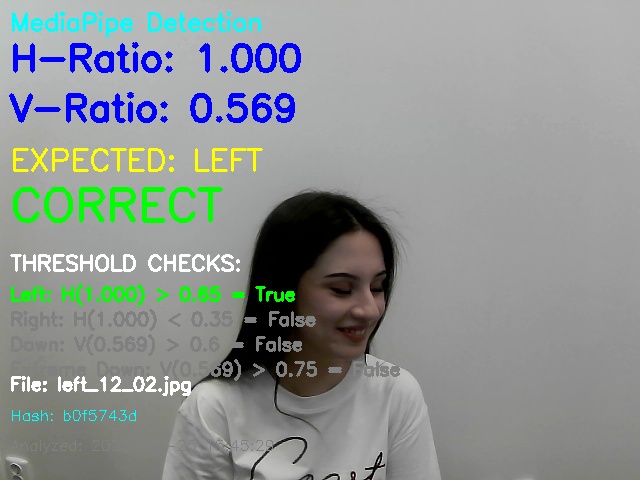 MediaPipe Detection
H-Ratio: 1.000
V-Ratio: 0.569
EXPECTED: LEFT
CORRECT
THRESHOLD CHECKS:
Left: H(1.000) > 0.65 = True
Right: H(1.000) < 0.35 = False
Down: V(0.569) > 0.6 = False
Down: V(0.569) > 0.75 = False
File: left_12_02.jpg
Hash: b0f5743d
Analyzed: